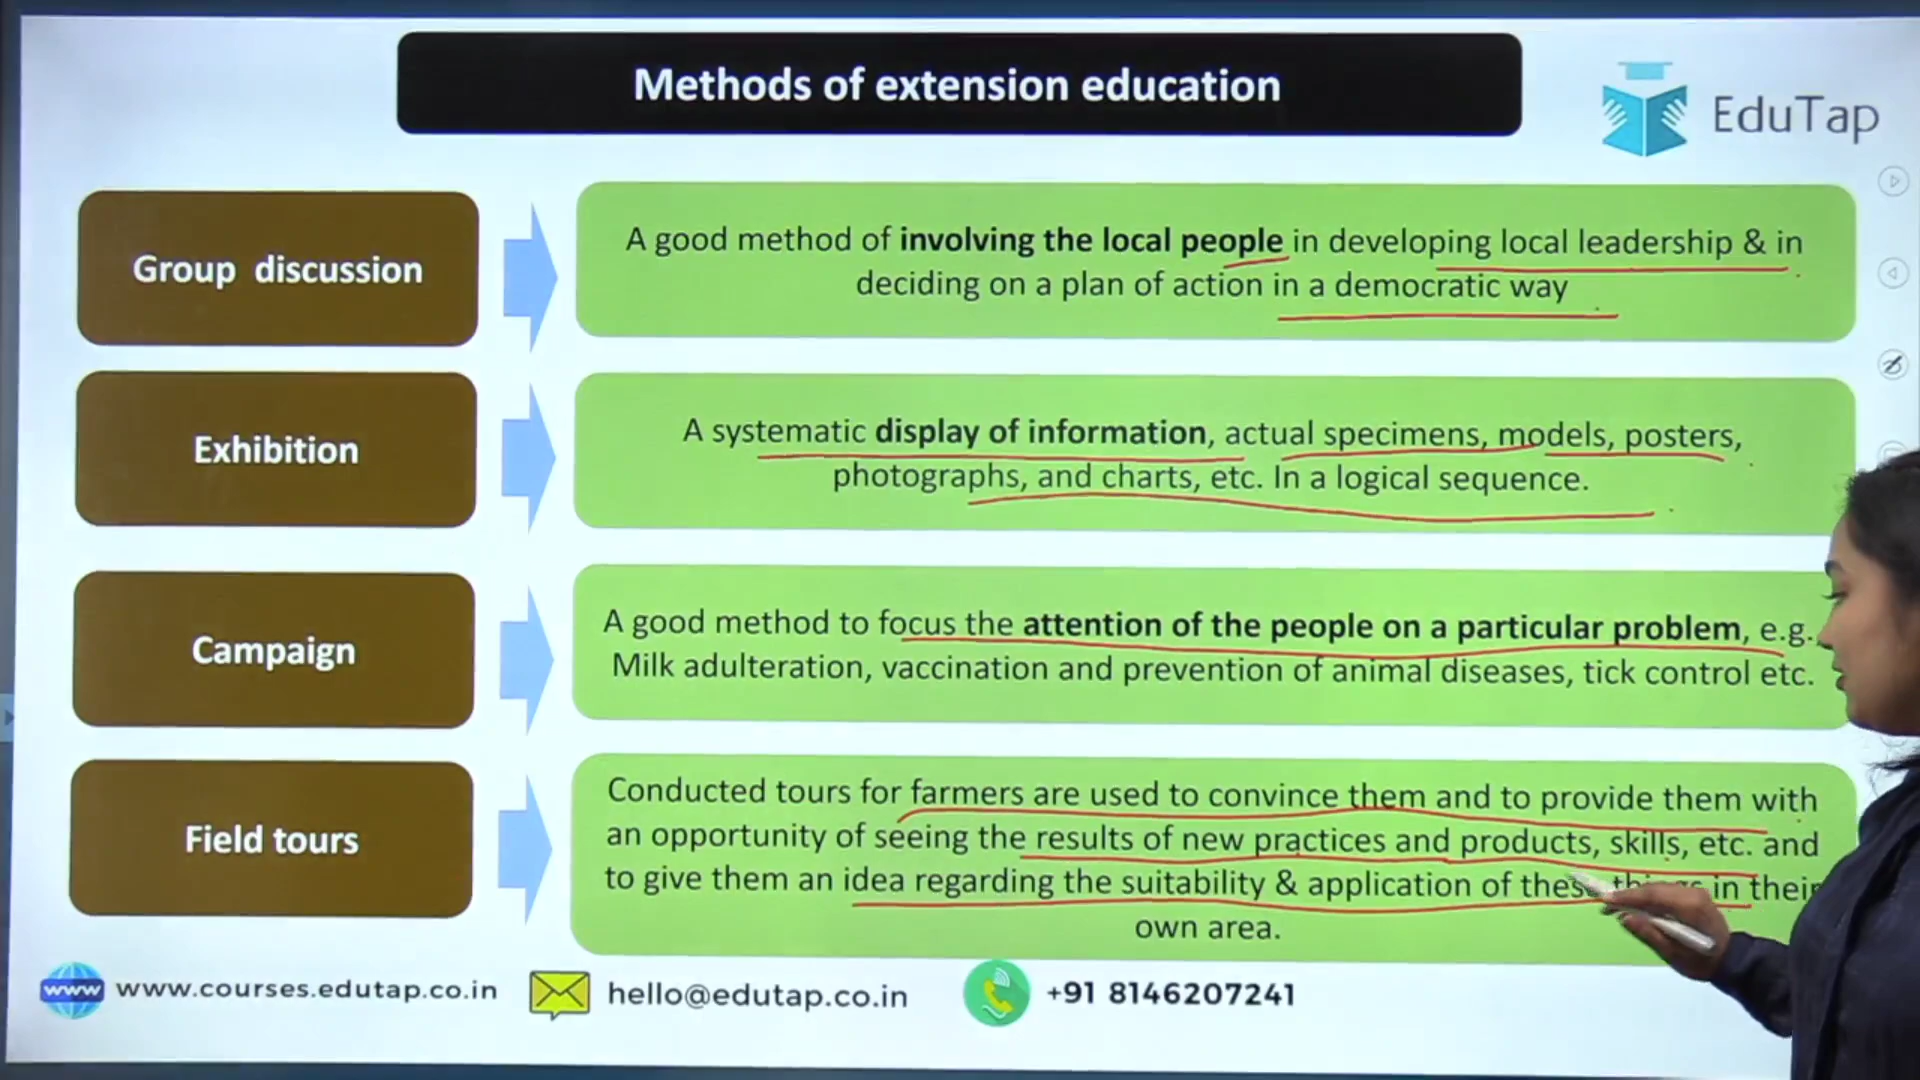 Methods of extension education
EduTap
Group discussion
A good method of involving the local people in developing local leadership & in
deciding on a plan of action in a democratic way
Exhibition
A systematic display of information, actual specimens, models, posters,
photographs, and charts, etc. In a logical sequence.
Campaign
A good method to focus the attention of the people on a particular problem, e.g.,
Milk adulteration, vaccination and prevention of animal diseases, tick control etc.
Field tours
Conducted tours for farmers are used to convince them and to provide them with
an opportunity of seeing the results of new practices and products, skills, etc. and
to give them an idea regarding the suitability & application of these things in their
own area.
www www.courses.edutap.co.in
hello@edutap.co.in
+91 8146207241